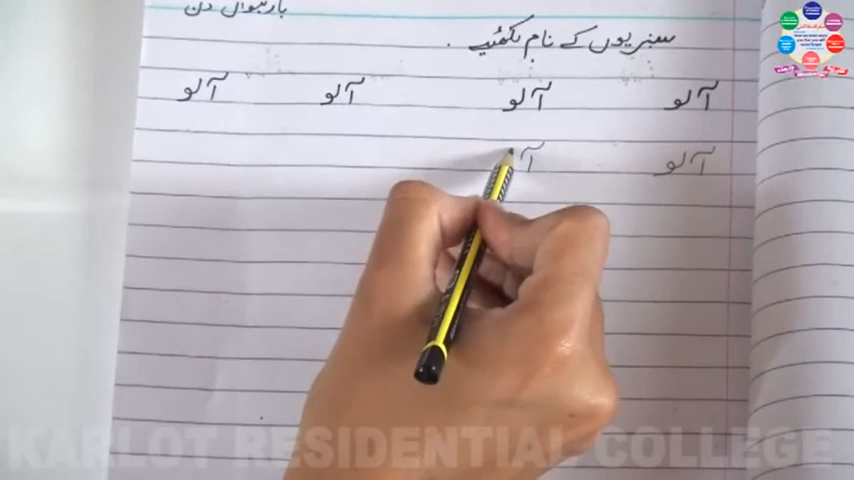 بارہواں دن
سبزیوں کے نام لکھئیے۔
آلو آلو آلو آلو
آلو آ
KARLOT RESIDENTIAL COLLEGE